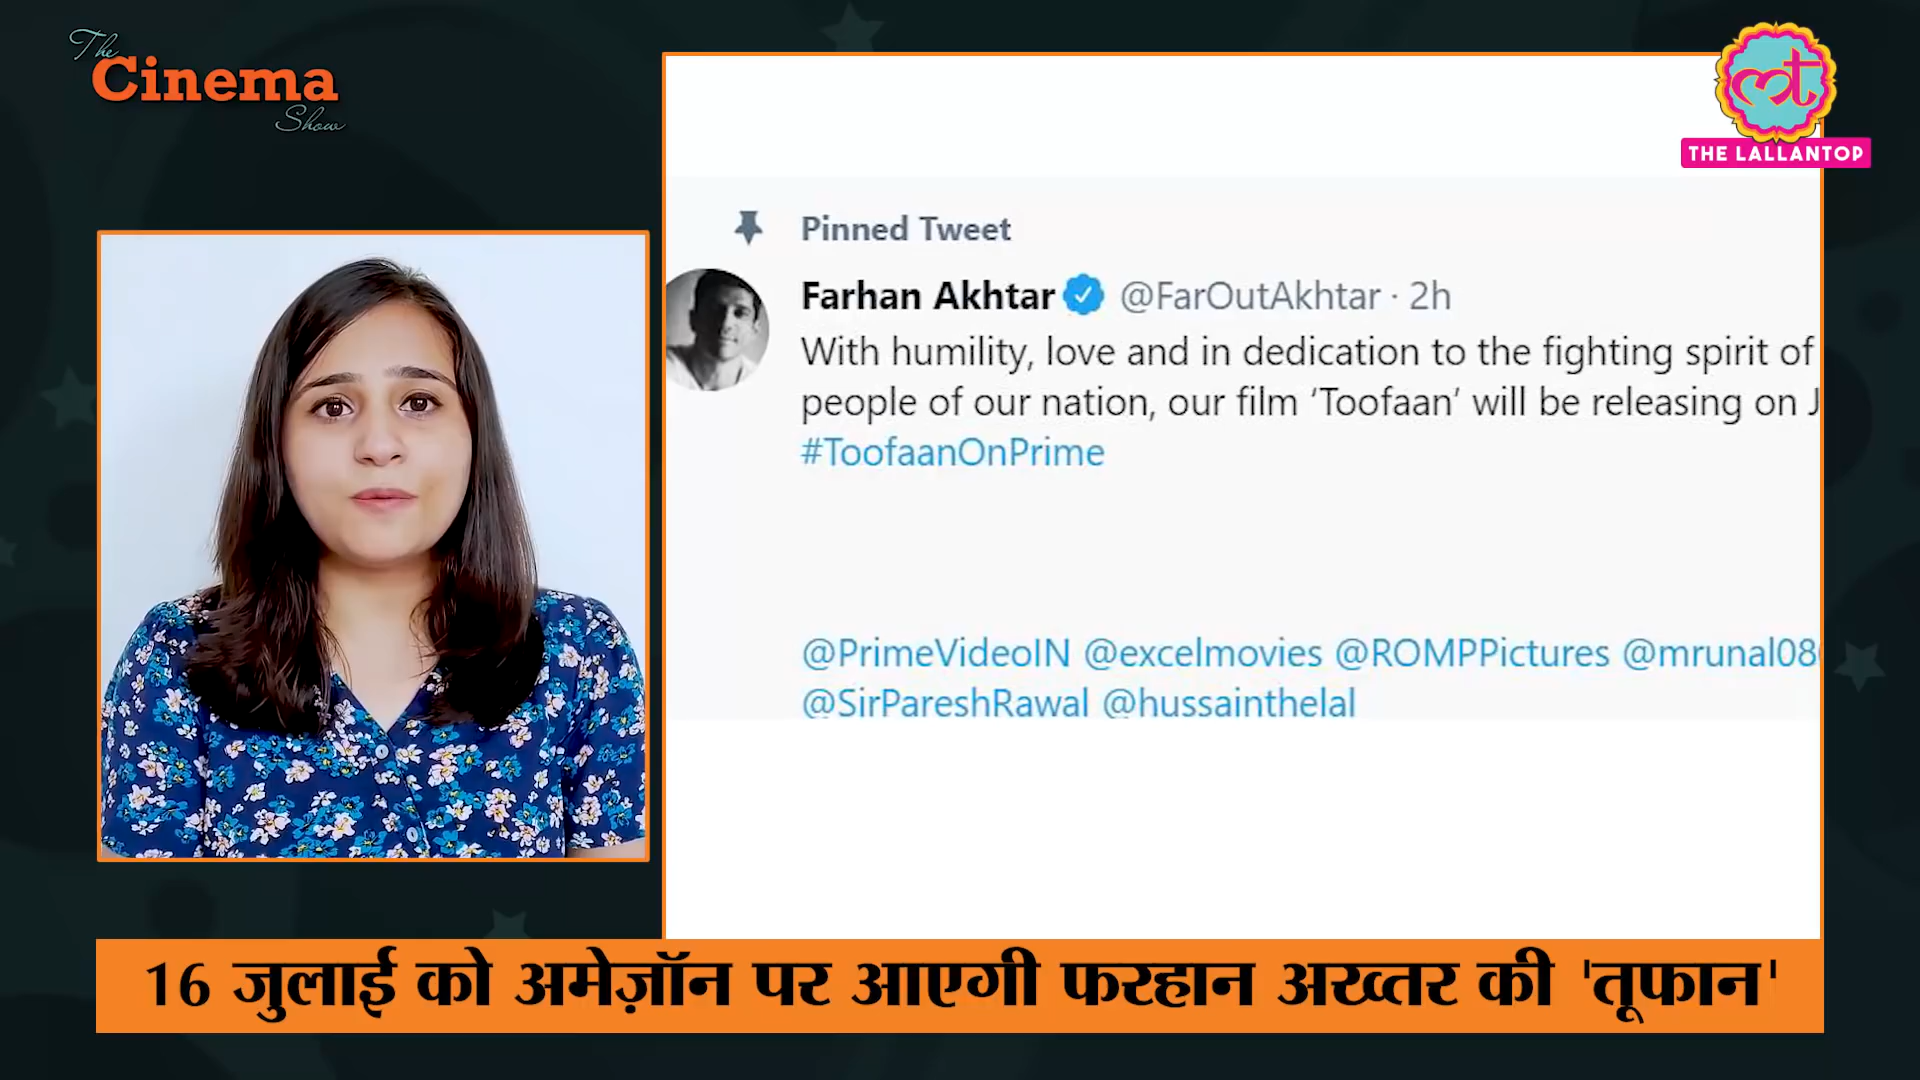 The
Cinema
Show
THE LALLANTOP
Pinned Tweet
Farhan Akhtar @FarOutAkhtar · 2h
With humility, love and in dedication to the fighting spirit of
people of our nation, our film ‘Toofaan’ will be releasing on J
#ToofaanOnPrime
@PrimeVideoIN @excelmovies @ROMPPictures @mrunal08
@SirPareshRawal @hussainthelal
16 जुलाई को अमेज़ॉन पर आएगी फरहान अख्तर की 'तूफान'